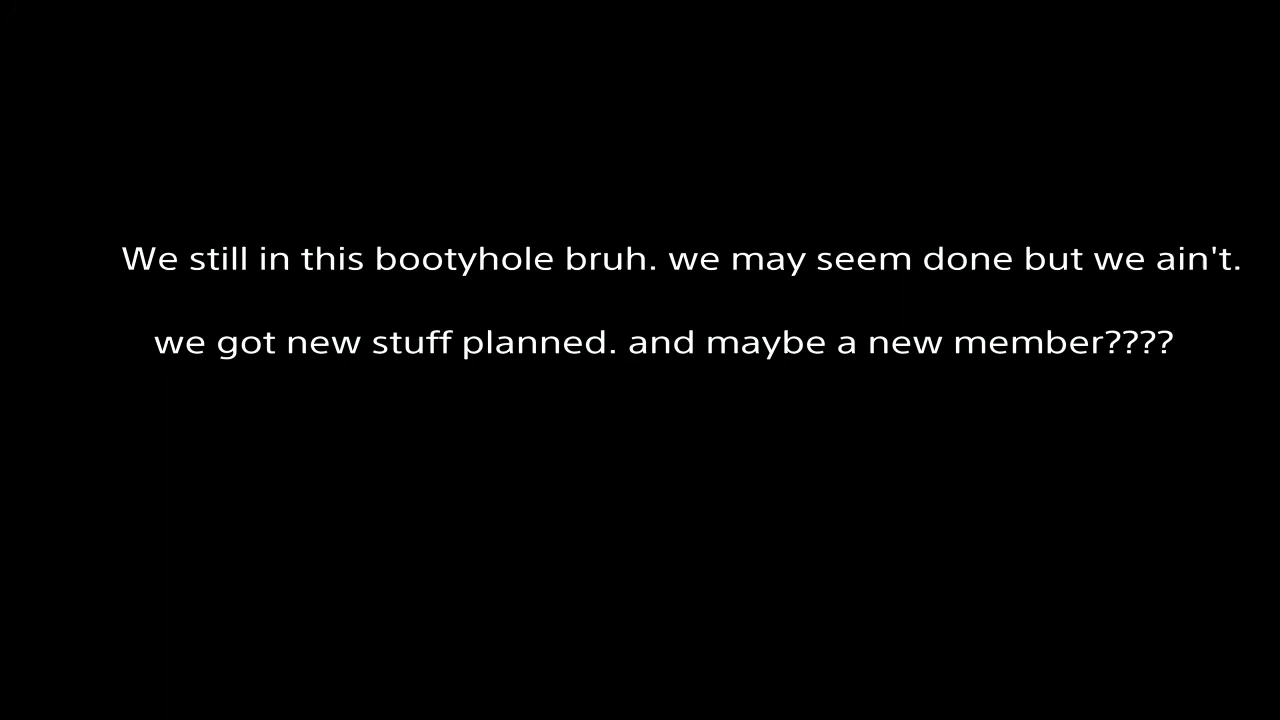 We still in this bootyhole bruh. we may seem done but we ain't.
we got new stuff planned. and maybe a new member????